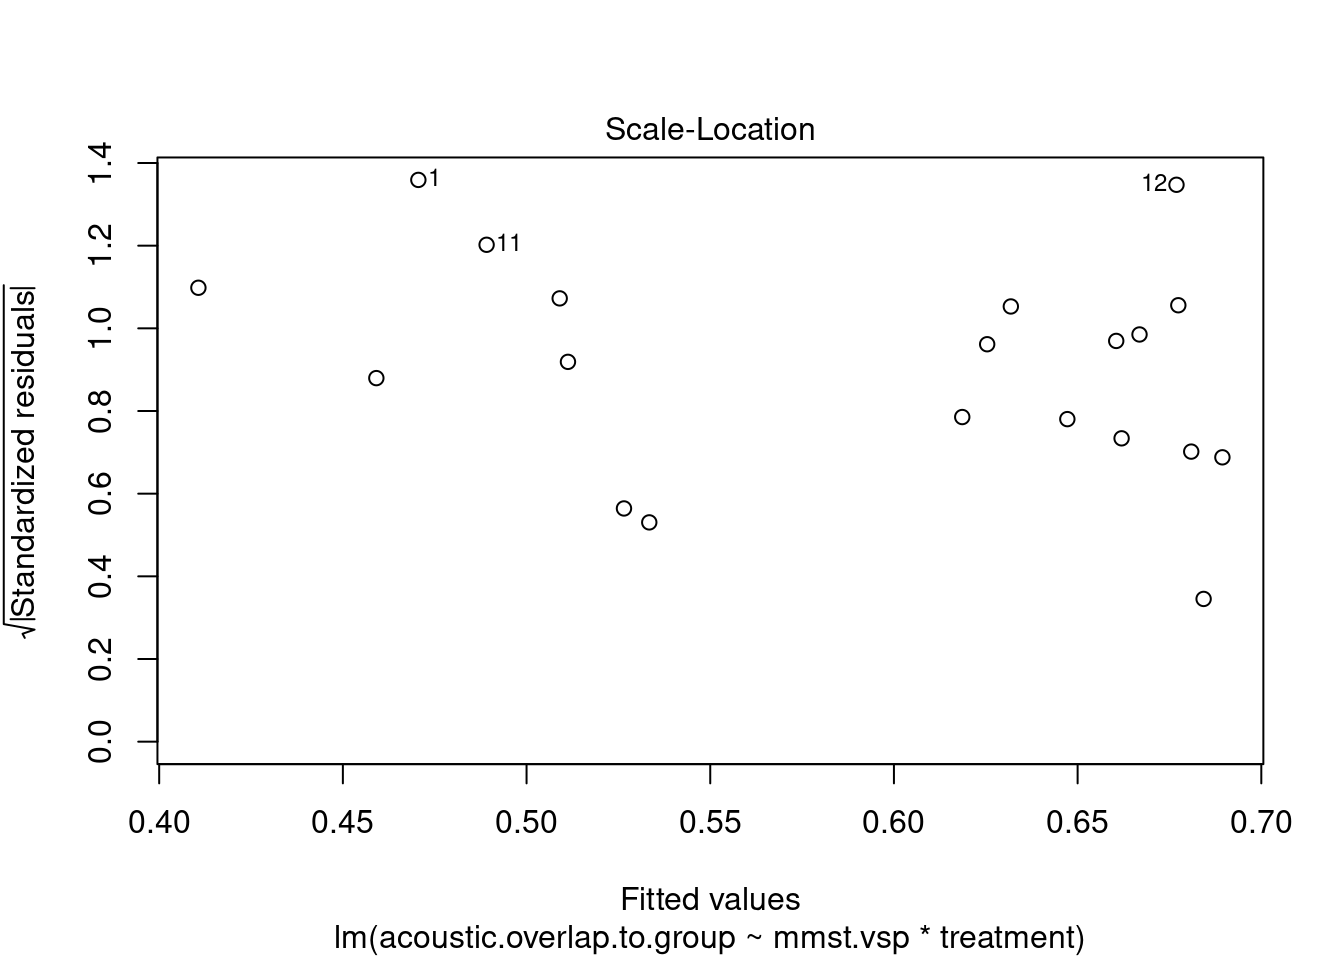 Scale-Location
√|Standardized residuals|
1.4
1.2
1.0
0.8
0.6
0.4
0.2
0.0
1
11
12
0.40 0.45 0.50 0.55 0.60 0.65 0.70
Fitted values
lm(acoustic.overlap.to.group ~ mmst.vsp * treatment)